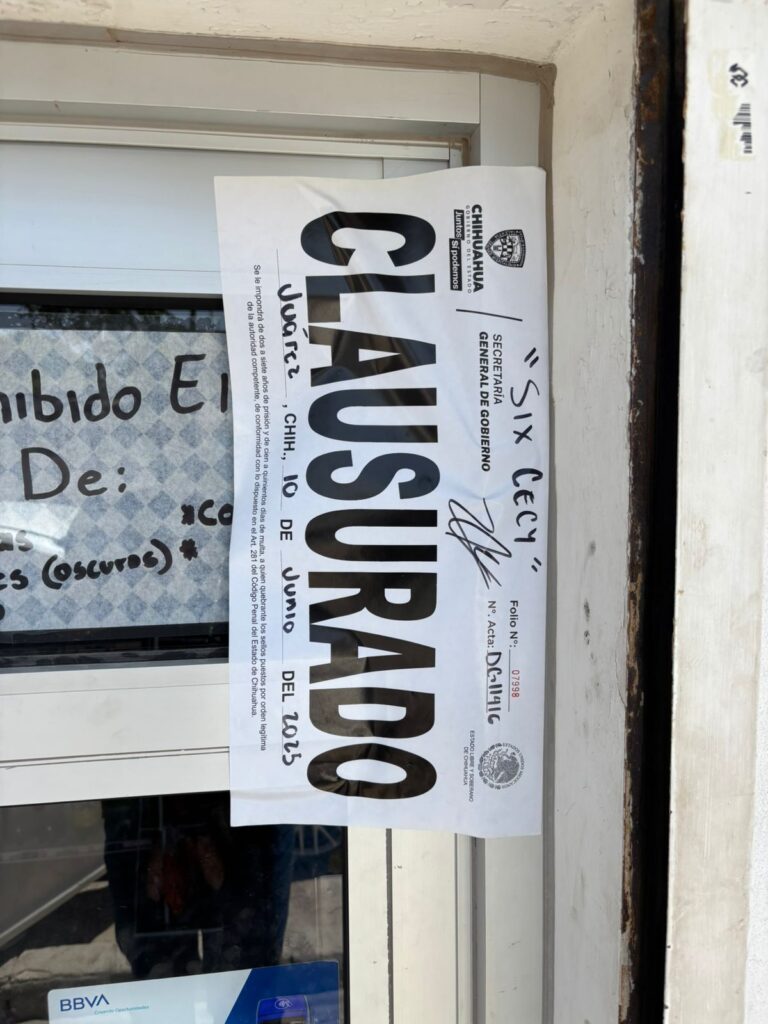 "SIX CECY"
CHIHUAHUA
GOBIERNO DEL ESTADO
Juntos Sí podemos
SECRETARÍA
GENERAL DE GOBIERNO
Folio N°: 07998
N°. Acta: DG11916
ESTADO LIBRE Y SOBERANO
DE CHIHUAHUA
CLAUSURADO
Juárez, CHIH., 10 DE Junio DEL 2025
Se le impondrá de dos a siete años de prisión y de cien a quinientos días de multa, a quien quebrante los sellos puestos por orden legítima
de la autoridad competente, de conformidad con lo dispuesto en el Art. 281 del Código Penal del Estado de Chihuahua.
hibido El
De:
*Co
as
es (oscuros) *
BBVA
Creando Oportunidades